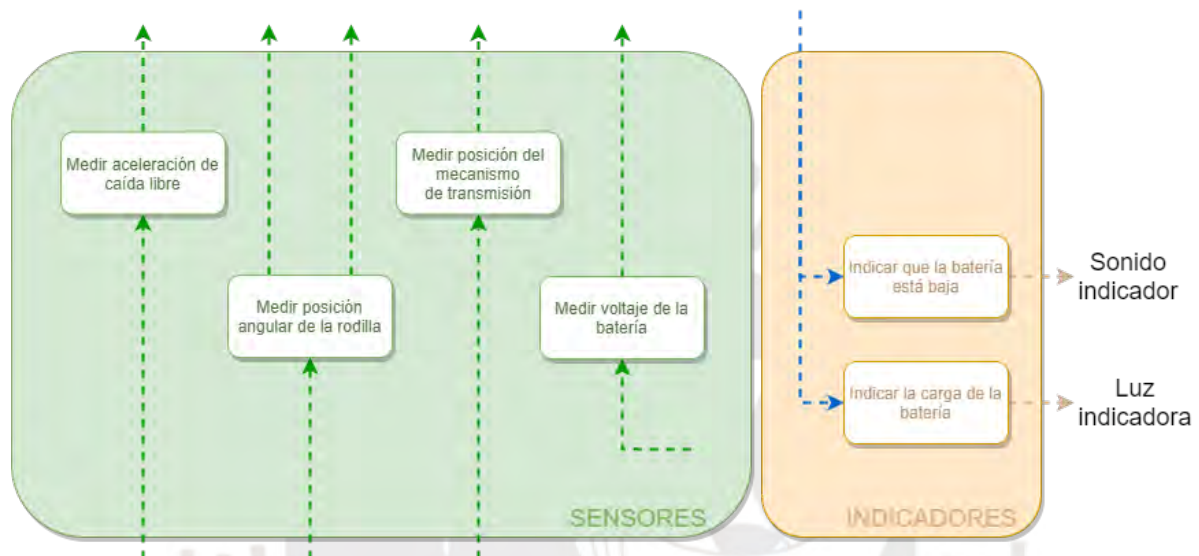 Medir aceleración de
caída libre
Medir posición
angular de la rodilla
Medir posición del
mecanismo
de transmisión
Medir voltaje de la
batería
SENSORES
Indicar que la batería
está baja
Indicar la carga de la
batería
INDICADORES
Sonido
indicador
Luz
indicadora